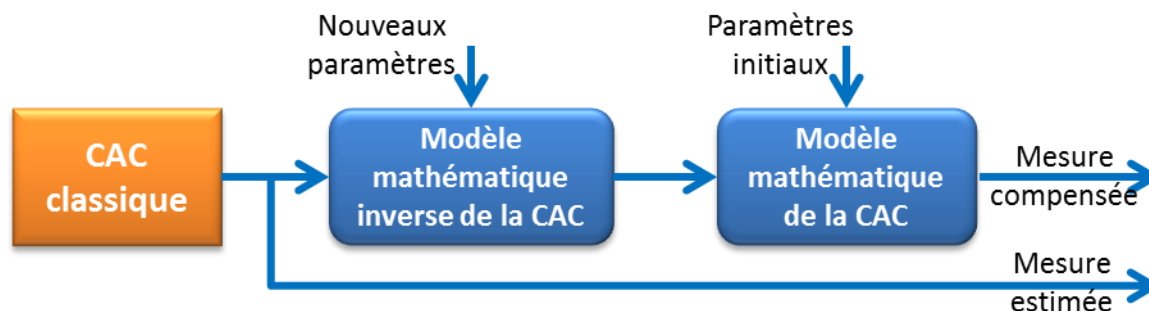 Nouveaux
paramètres
Paramètres
initiaux
CAC
classique
Modèle
mathématique
inverse de la CAC
Modèle
mathématique
de la CAC
Mesure
compensée
Mesure
estimée